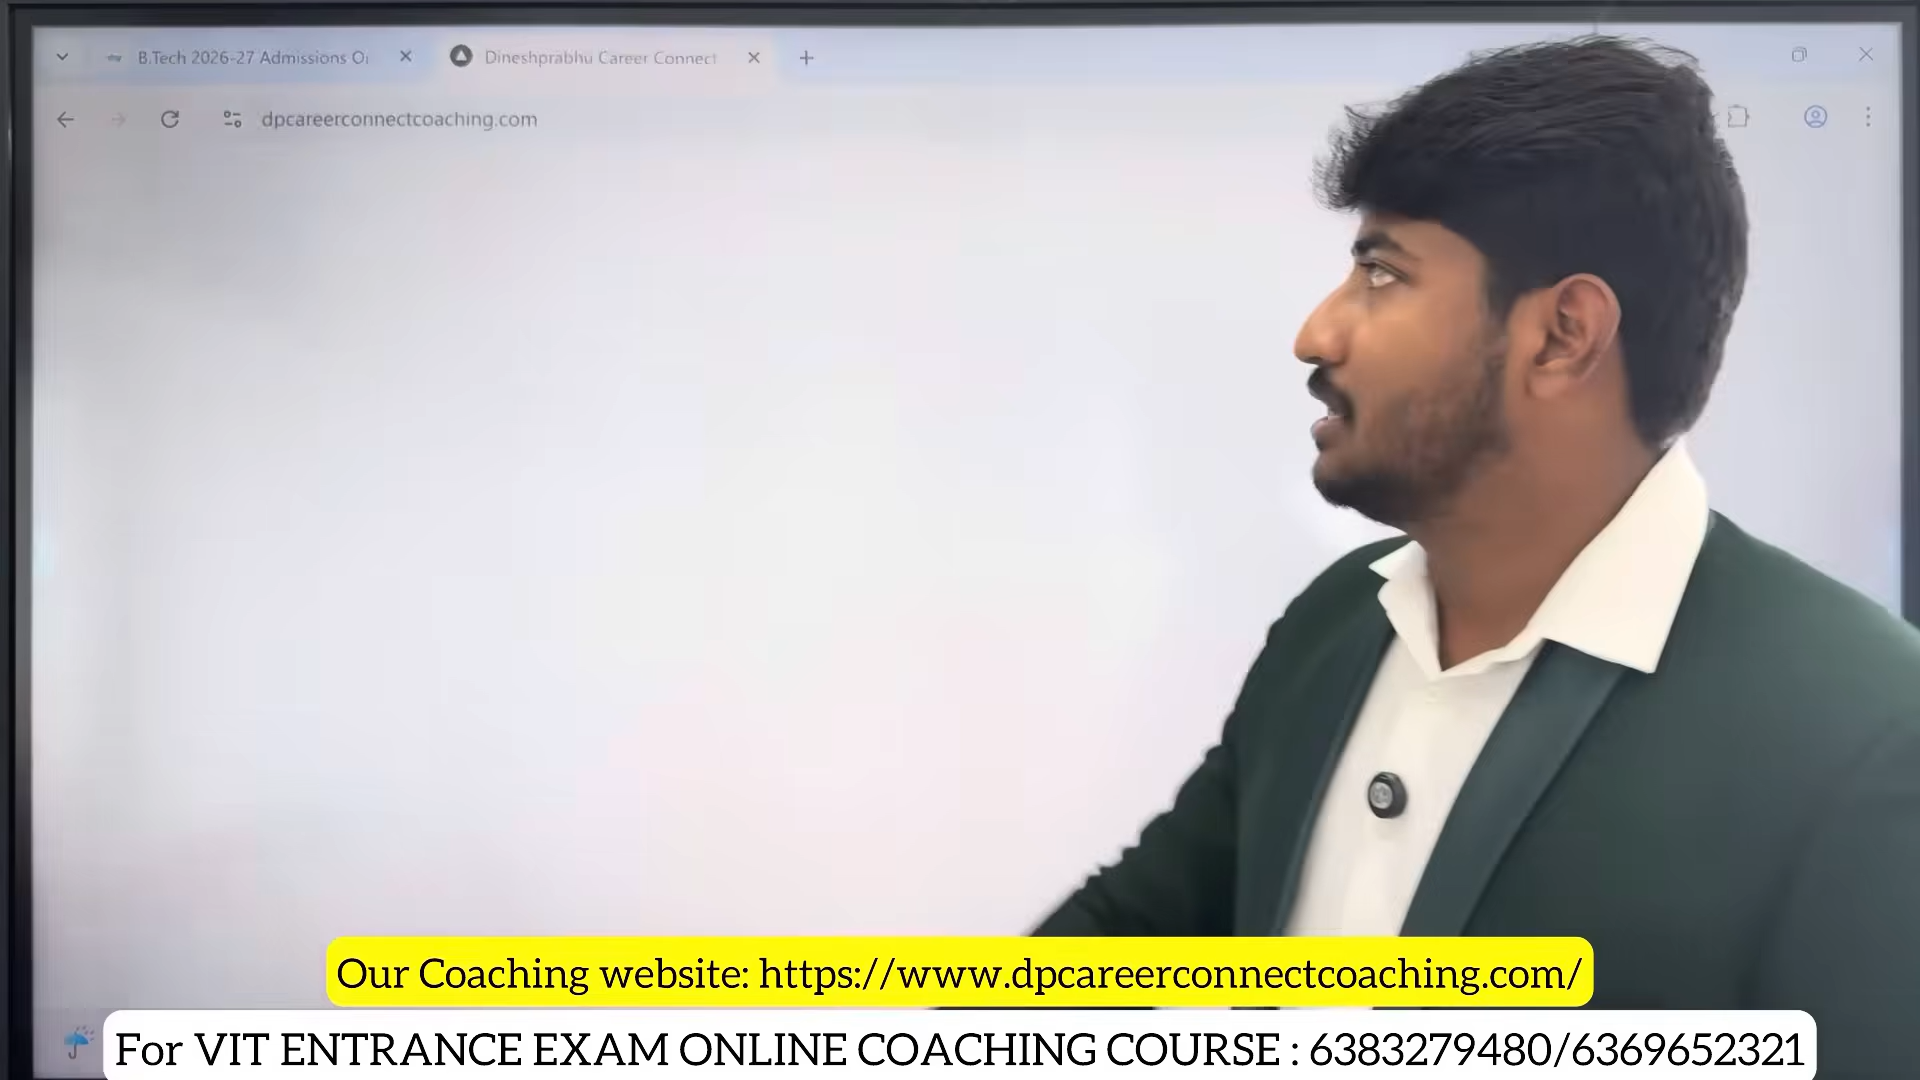 B.Tech 2026-27 Admissions O
Dineshprabhu Career Connect
dpcareerconnectcoaching.com
Our Coaching website: https://www.dpcareerconnectcoaching.com/
For VIT ENTRANCE EXAM ONLINE COACHING COURSE : 6383279480/6369652321